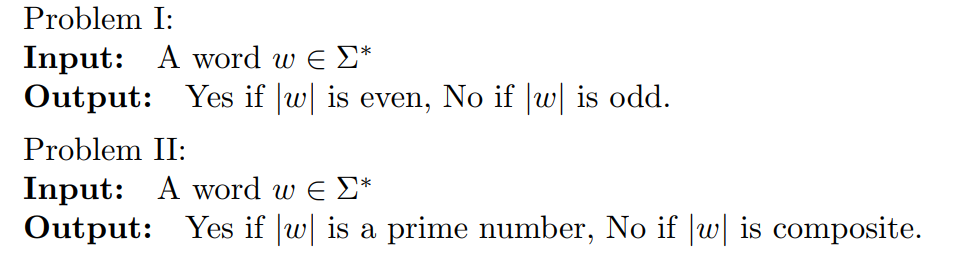 Problem I:
Input: A word w ∈ Σ*
Output: Yes if |w| is even, No if |w| is odd.
Problem II:
Input: A word w ∈ Σ*
Output: Yes if |w| is a prime number, No if |w| is composite.